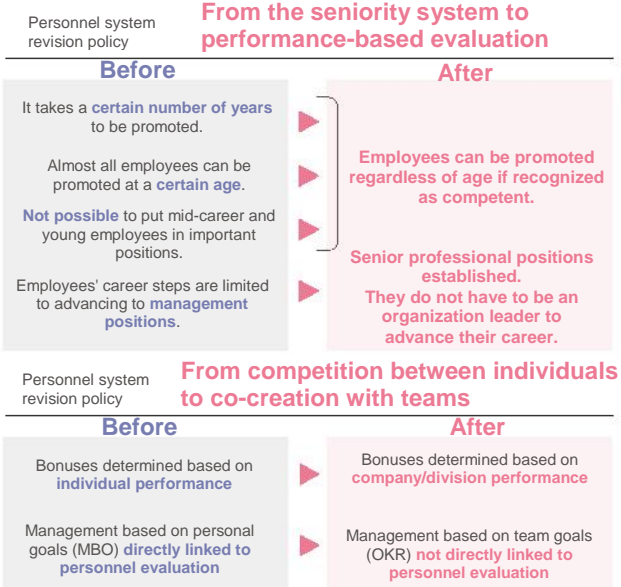 Personnel system
revision policy
From the seniority system to
performance-based evaluation
Before
After
It takes a certain number of years
to be promoted.
Almost all employees can be
promoted at a certain age.
Not possible to put mid-career and
young employees in important
positions.
Employees can be promoted
regardless of age if recognized
as competent.
Employees' career steps are limited
to advancing to management
positions.
Senior professional positions
established.
They do not have to be an
organization leader to
advance their career.
Personnel system
revision policy
From competition between individuals
to co-creation with teams
Before
After
Bonuses determined based on
individual performance
Bonuses determined based on
company/division performance
Management based on personal
goals (MBO) directly linked to
personnel evaluation
Management based on team goals
(OKR) not directly linked to
personnel evaluation